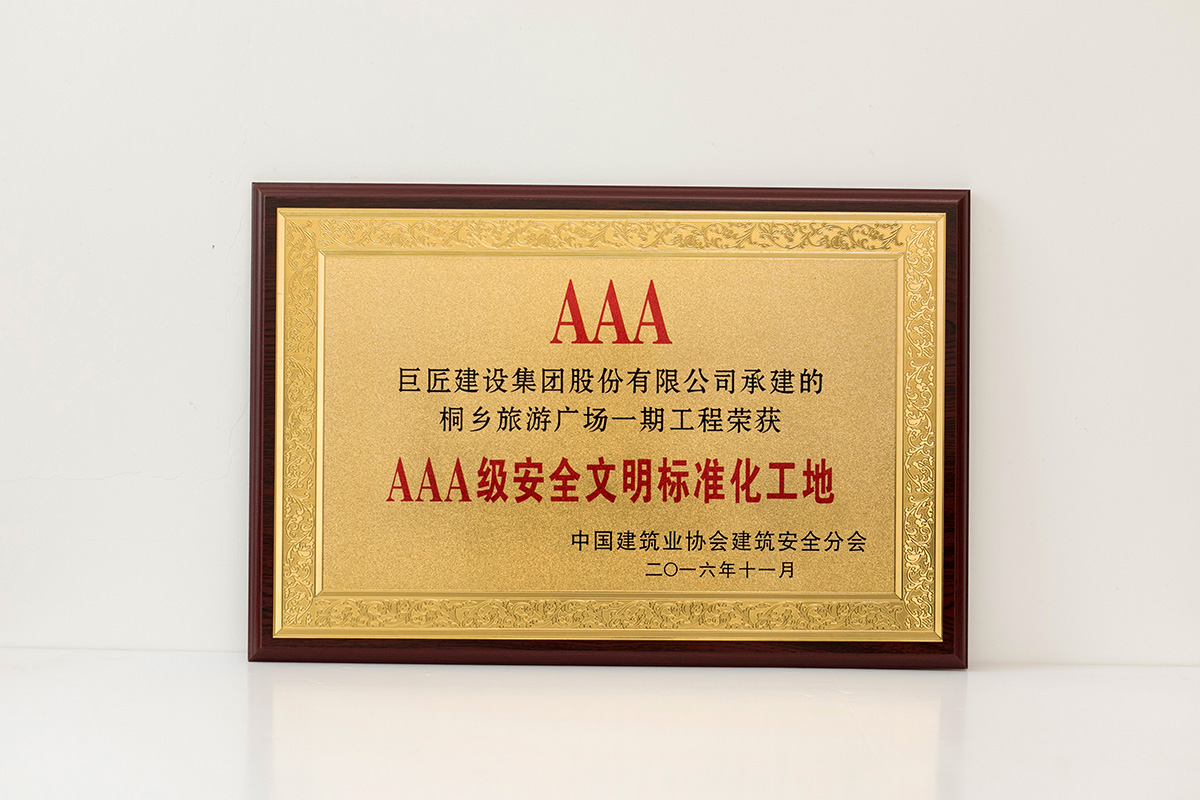 AAA
巨匠建设集团股份有限公司承建的
桐乡旅游广场一期工程荣获
AAA级安全文明标准化工地
中国建筑业协会建筑安全分会
二〇一六年十一月